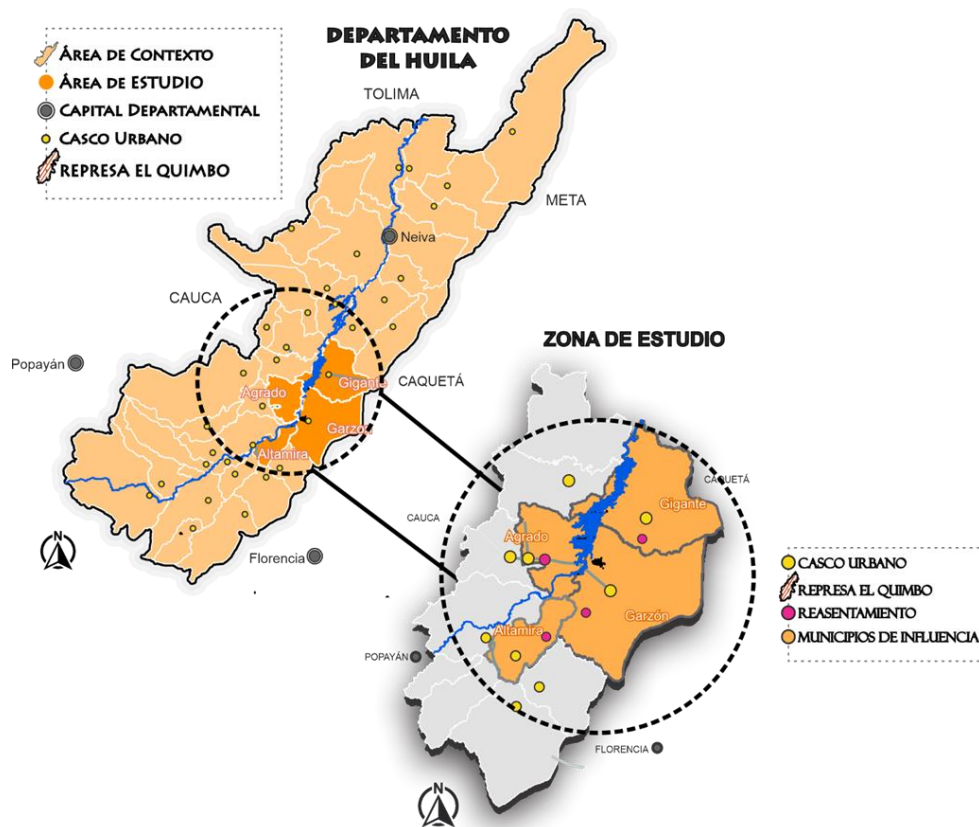 DEPARTAMENTO
DEL HUILA
ÁREA DE CONTEXTO
ÁREA DE ESTUDIO
CAPITAL DEPARTAMENTAL
CASCO URBANO
REPRESA EL QUIMBO
TOLIMA
META
Neiva
CAUCA
Popayán
CAQUETÁ
Gigante
Agrado
Garzón
Altamira
Florencia
N
ZONA DE ESTUDIO
CAQUETÁ
CAUCA
Gigante
Agrado
Garzón
Altamira
POPAYÁN
FLORENCIA
N
CASCO URBANO
REPRESA EL QUIMBO
REASENTAMIENTO
MUNICIPIOS DE INFLUENCIA